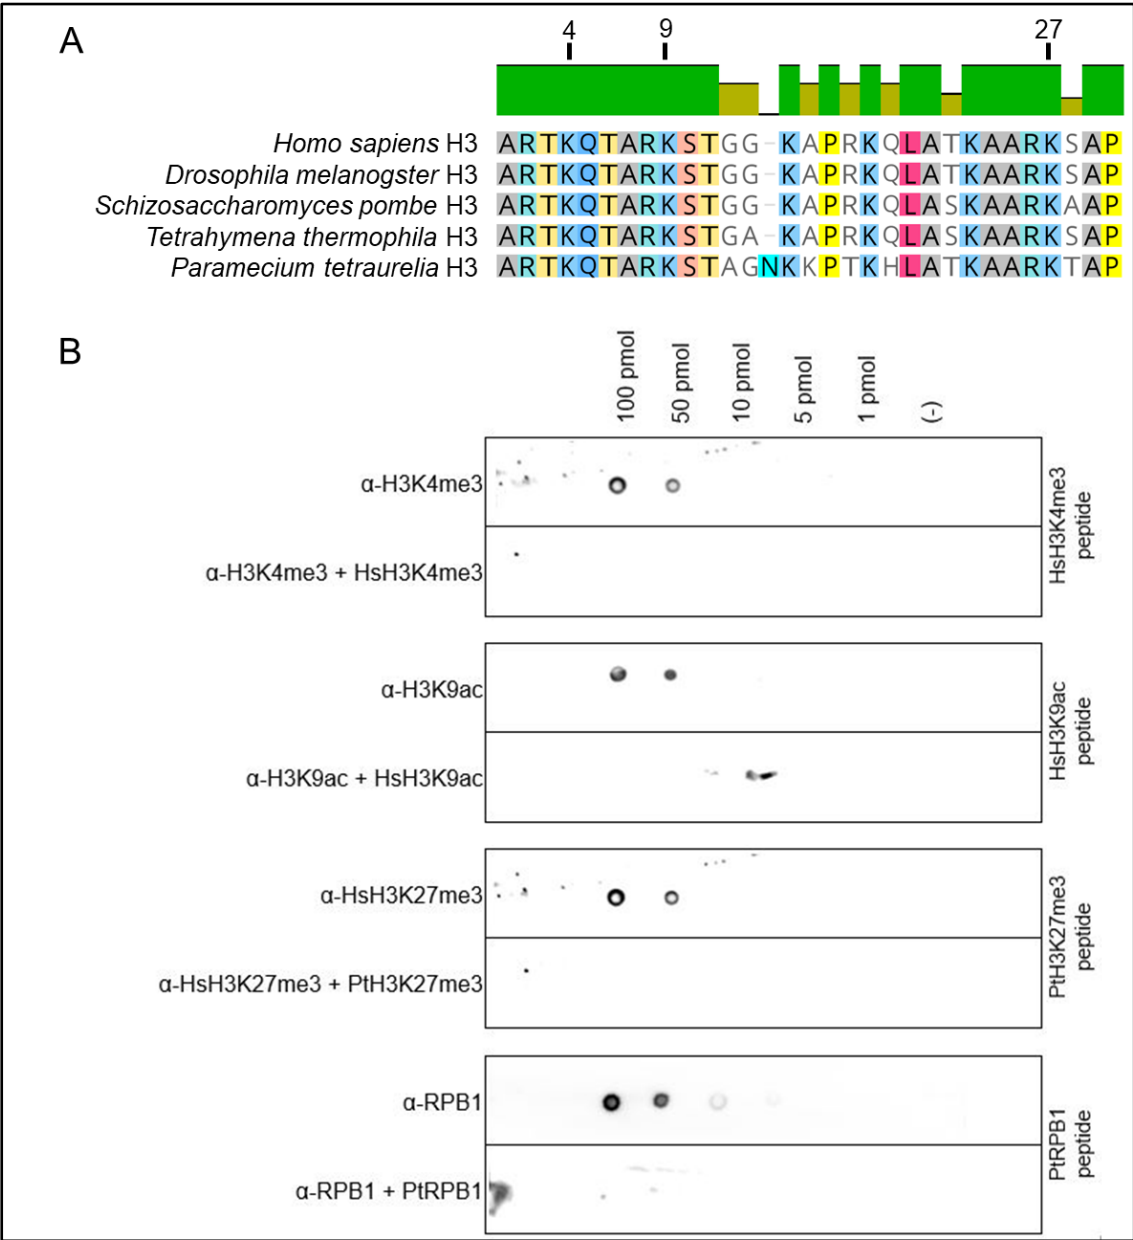 A
4 9 27
Homo sapiens H3 ARTKQTARKSTGG-KAPRKQLATKAARKSAP
Drosophila melanogster H3 ARTKQTARKSTGG-KAPRKQLATKAARKSAP
Schizosaccharomyces pombe H3 ARTKQTARKSTGG-KAPRKQLASKAARKAAP
Tetrahymena thermophila H3 ARTKQTARKSTGA-KAPRKQLASKAARKSAP
Paramecium tetraurelia H3 ARTKQTARKSTAGNKKPTKHLATKAARKTAP
B
100 pmol
50 pmol
10 pmol
5 pmol
1 pmol
(-)
α-H3K4me3
α-H3K4me3 + HsH3K4me3
HsH3K4me3
peptide
α-H3K9ac
α-H3K9ac + HsH3K9ac
HsH3K9ac
peptide
α-HsH3K27me3
α-HsH3K27me3 + PtH3K27me3
PtH3K27me3
peptide
α-RPB1
α-RPB1 + PtRPB1
PtRPB1
peptide